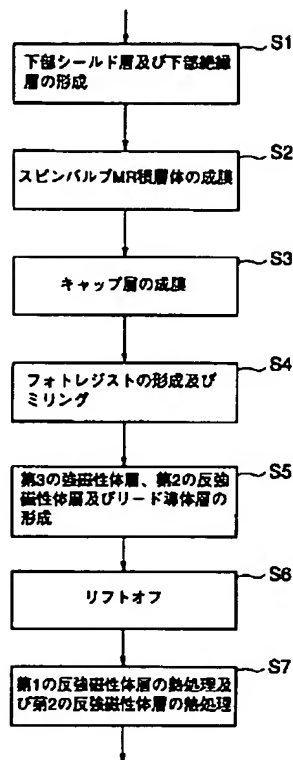 S1
下部シールド層及び下部絶縁
層の形成
S2
スピンバルブMR積層体の成膜
S3
キャップ層の成膜
S4
フォトレジストの形成及び
ミリング
S5
第3の強磁性体層、第2の反強
磁性体層及びリード導体層の
形成
S6
リフトオフ
S7
第1の反強磁性体層の熱処理及
び第2の反強磁性体層の熱処理